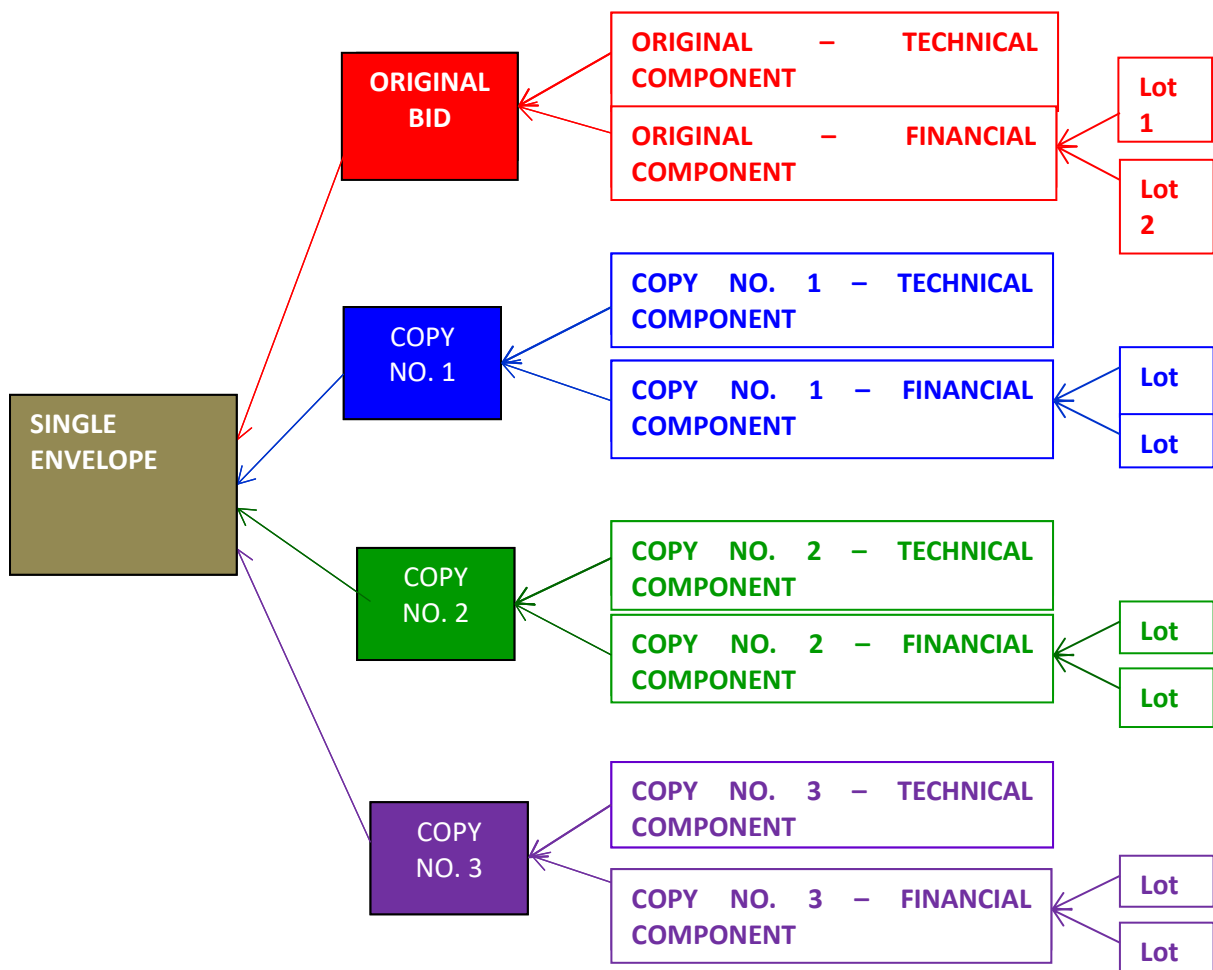 ORIGINAL BID
ORIGINAL – TECHNICAL
COMPONENT
ORIGINAL – FINANCIAL
COMPONENT
Lot
1
Lot
2
SINGLE
ENVELOPE
COPY
NO. 1
COPY NO. 1 – TECHNICAL
COMPONENT
COPY NO. 1 – FINANCIAL
COMPONENT
Lot
Lot
COPY
NO. 2
COPY NO. 2 – TECHNICAL
COMPONENT
COPY NO. 2 – FINANCIAL
COMPONENT
Lot
Lot
COPY
NO. 3
COPY NO. 3 – TECHNICAL
COMPONENT
COPY NO. 3 – FINANCIAL
COMPONENT
Lot
Lot